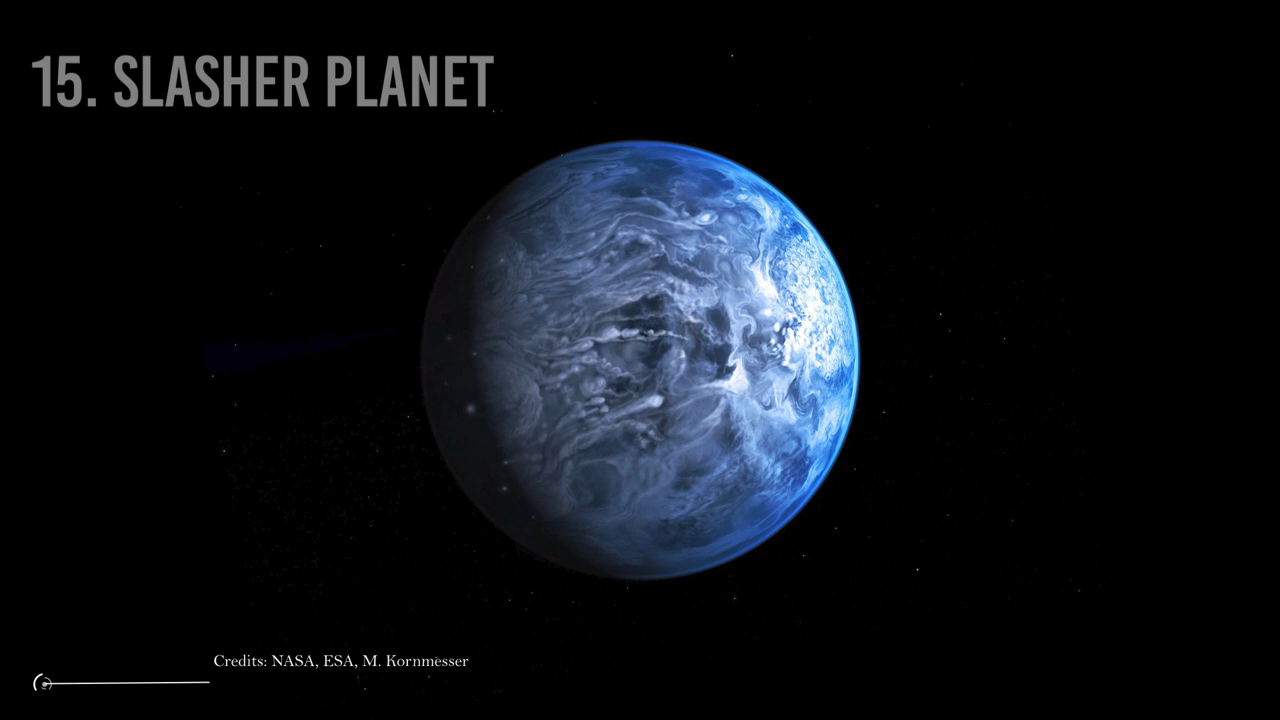 15. SLASHER PLANET
Credits: NASA, ESA, M. Kornmesser